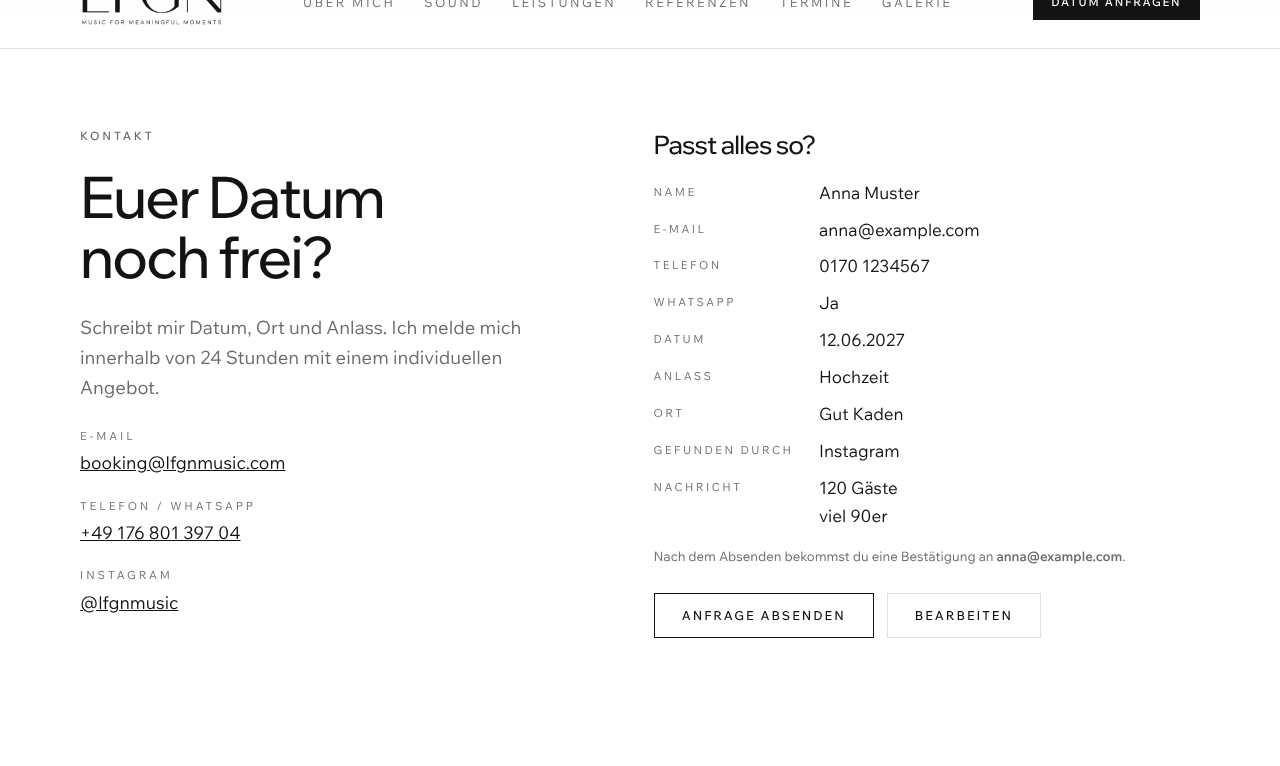 LFGN
MUSIC FOR MEANINGFUL MOMENTS
ÜBER MICH SOUND LEISTUNGEN REFERENZEN TERMINE GALERIE DATUM ANFRAGEN
KONTAKT
Euer Datum
noch frei?
Schreibt mir Datum, Ort und Anlass. Ich melde mich
innerhalb von 24 Stunden mit einem individuellen
Angebot.
E-MAIL
booking@lfgnmusic.com
TELEFON / WHATSAPP
+49 176 801 397 04
INSTAGRAM
@lfgnmusic
Passt alles so?
NAME Anna Muster
E-MAIL anna@example.com
TELEFON 0170 1234567
WHATSAPP Ja
DATUM 12.06.2027
ANLASS Hochzeit
ORT Gut Kaden
GEFUNDEN DURCH Instagram
NACHRICHT 120 Gäste
viel 90er
Nach dem Absenden bekommst du eine Bestätigung an anna@example.com.
ANFRAGE ABSENDEN BEARBEITEN